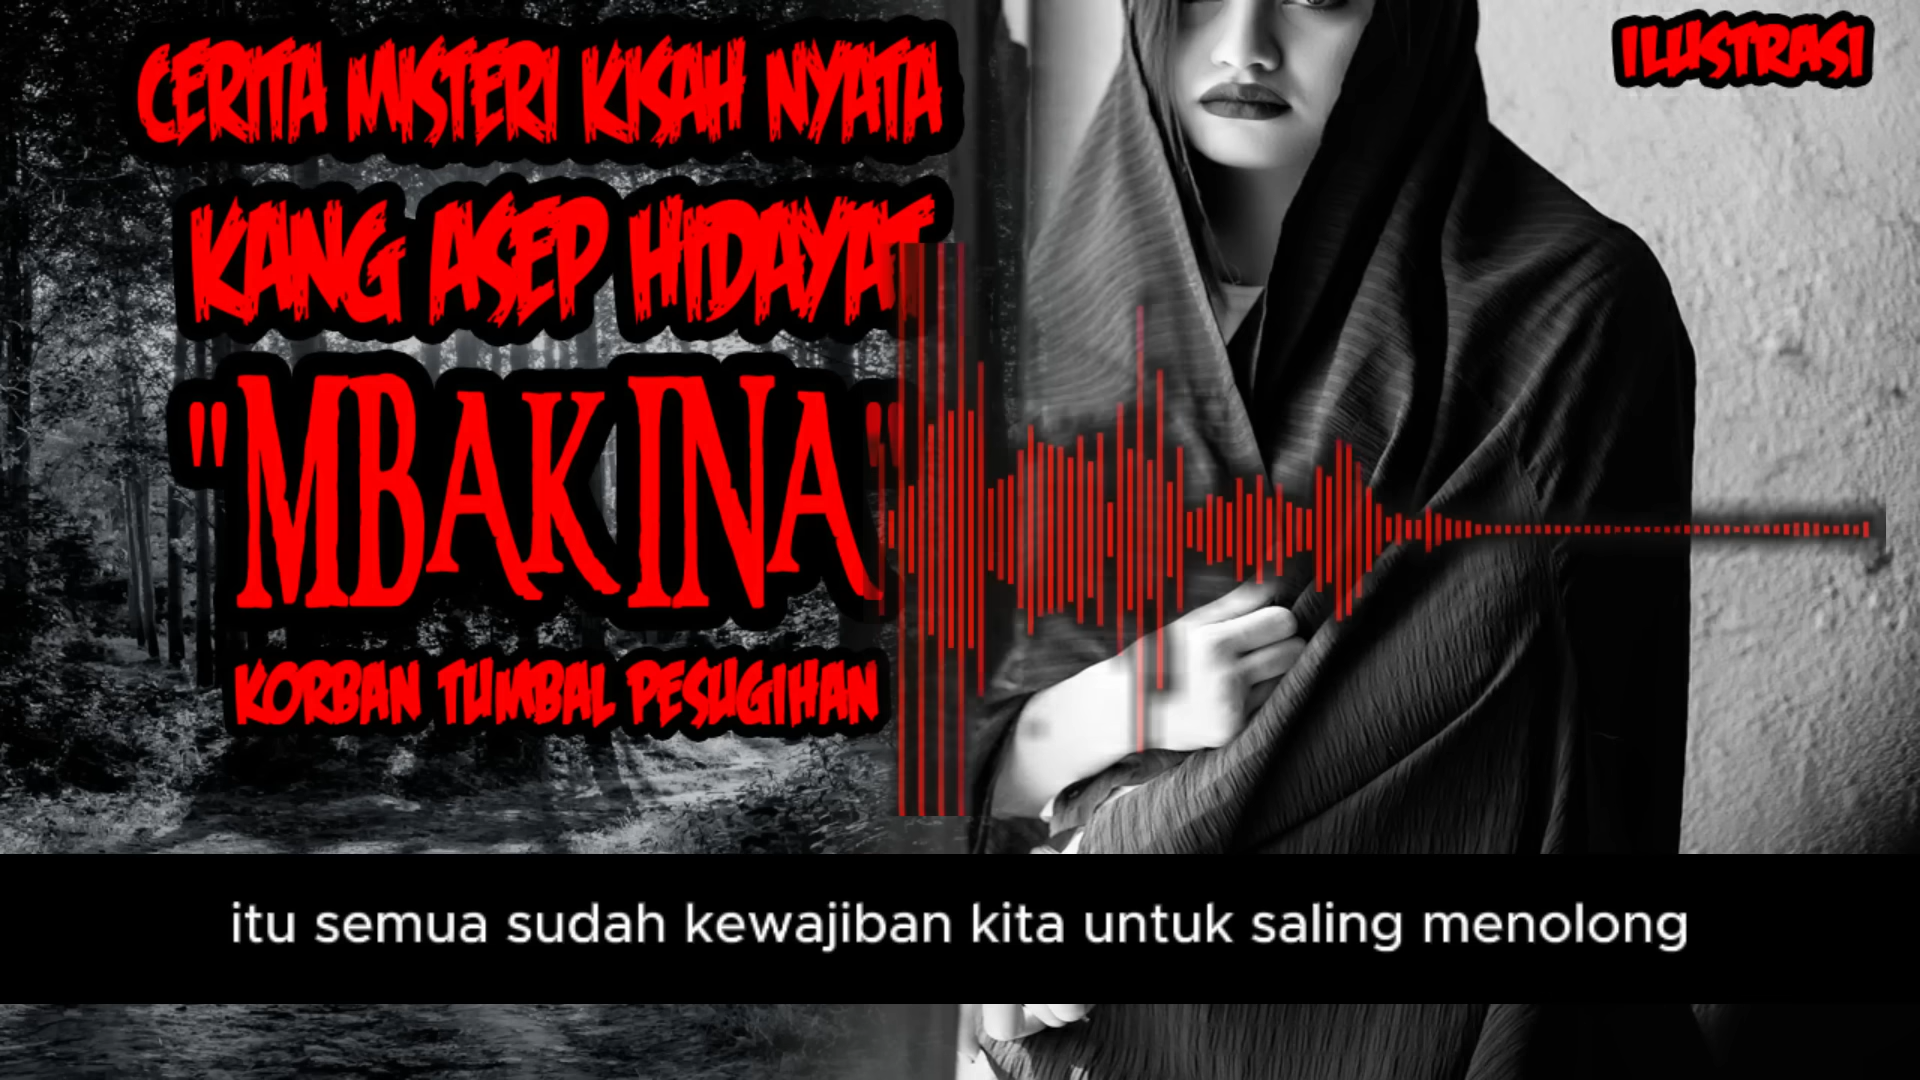 CERITA MISTERI KISAH NYATA
ILUSTRASI
KANG ASEP HIDAYAT
"MBAK INA"
KORBAN TUMBAL PESUGIHAN
itu semua sudah kewajiban kita untuk saling menolong